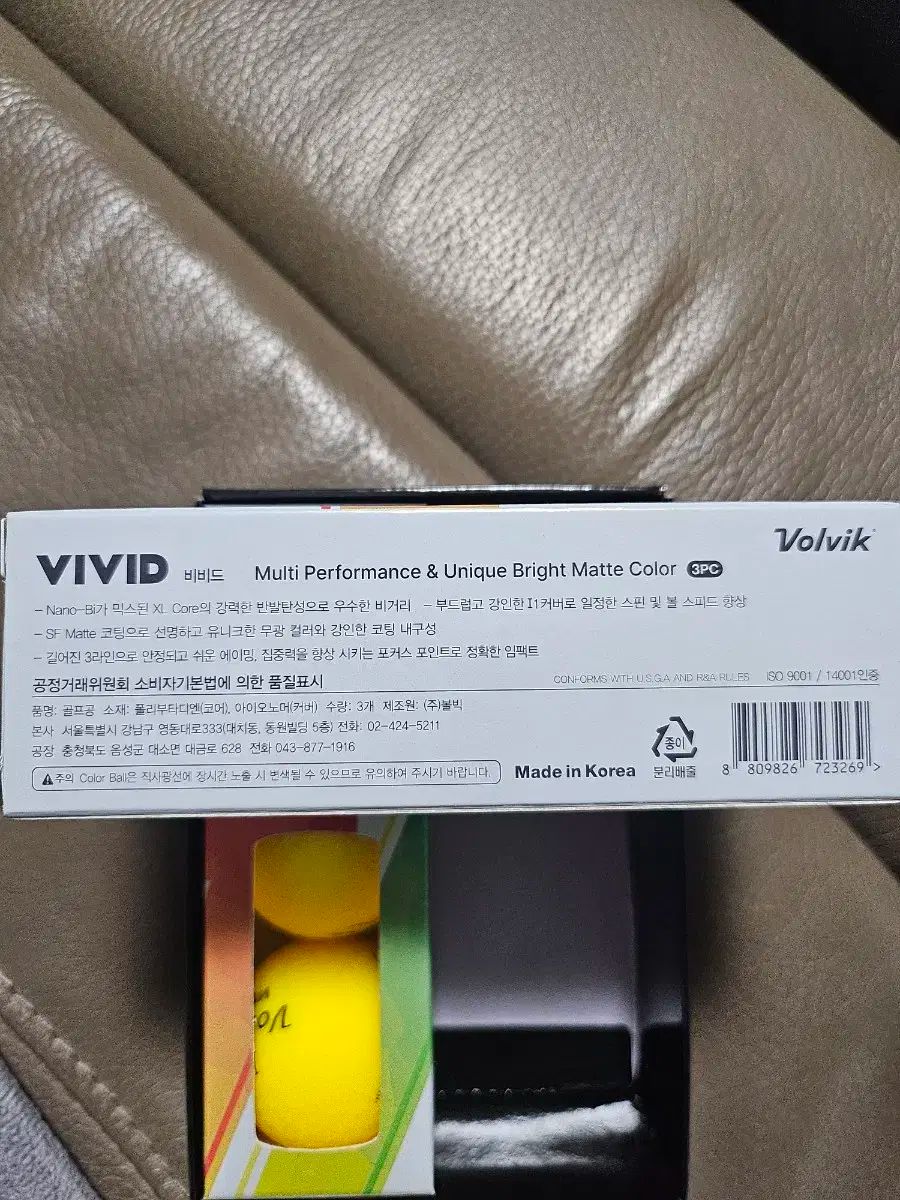 Volvik
VIVID 비비드 Multi Performance & Unique Bright Matte Color 3PC
– Nano-Bi가 믹스된 XL Core의 강력한 반발탄성으로 우수한 비거리 – 부드럽고 강인한 I1커버로 일정한 스핀 및 볼 스피드 향상
– SF Matte 코팅으로 선명하고 유니크한 무광 컬러와 강인한 코팅 내구성
– 길어진 3라인으로 안정되고 쉬운 에이밍, 집중력을 향상 시키는 포커스 포인트로 정확한 임팩트
공정거래위원회 소비자기본법에 의한 품질표시 CONFORMS WITH U.S.G.A AND R&A RULES ISO 9001 / 14001인증
품명: 골프공 소재: 폴리부타디엔(코어), 아이오노머(커버) 수량: 3개 제조원: (주)볼빅
본사 서울특별시 강남구 영동대로333(대치동, 동원빌딩 5층) 전화: 02-424-5211
공장 충청북도 음성군 대소면 대금로 628 전화 043-877-1916
주의 Color Ball은 직사광선에 장시간 노출 시 변색될 수 있으므로 유의하여 주시기 바랍니다.
Made in Korea
종이
분리배출
8 809826 723269 >
Vo